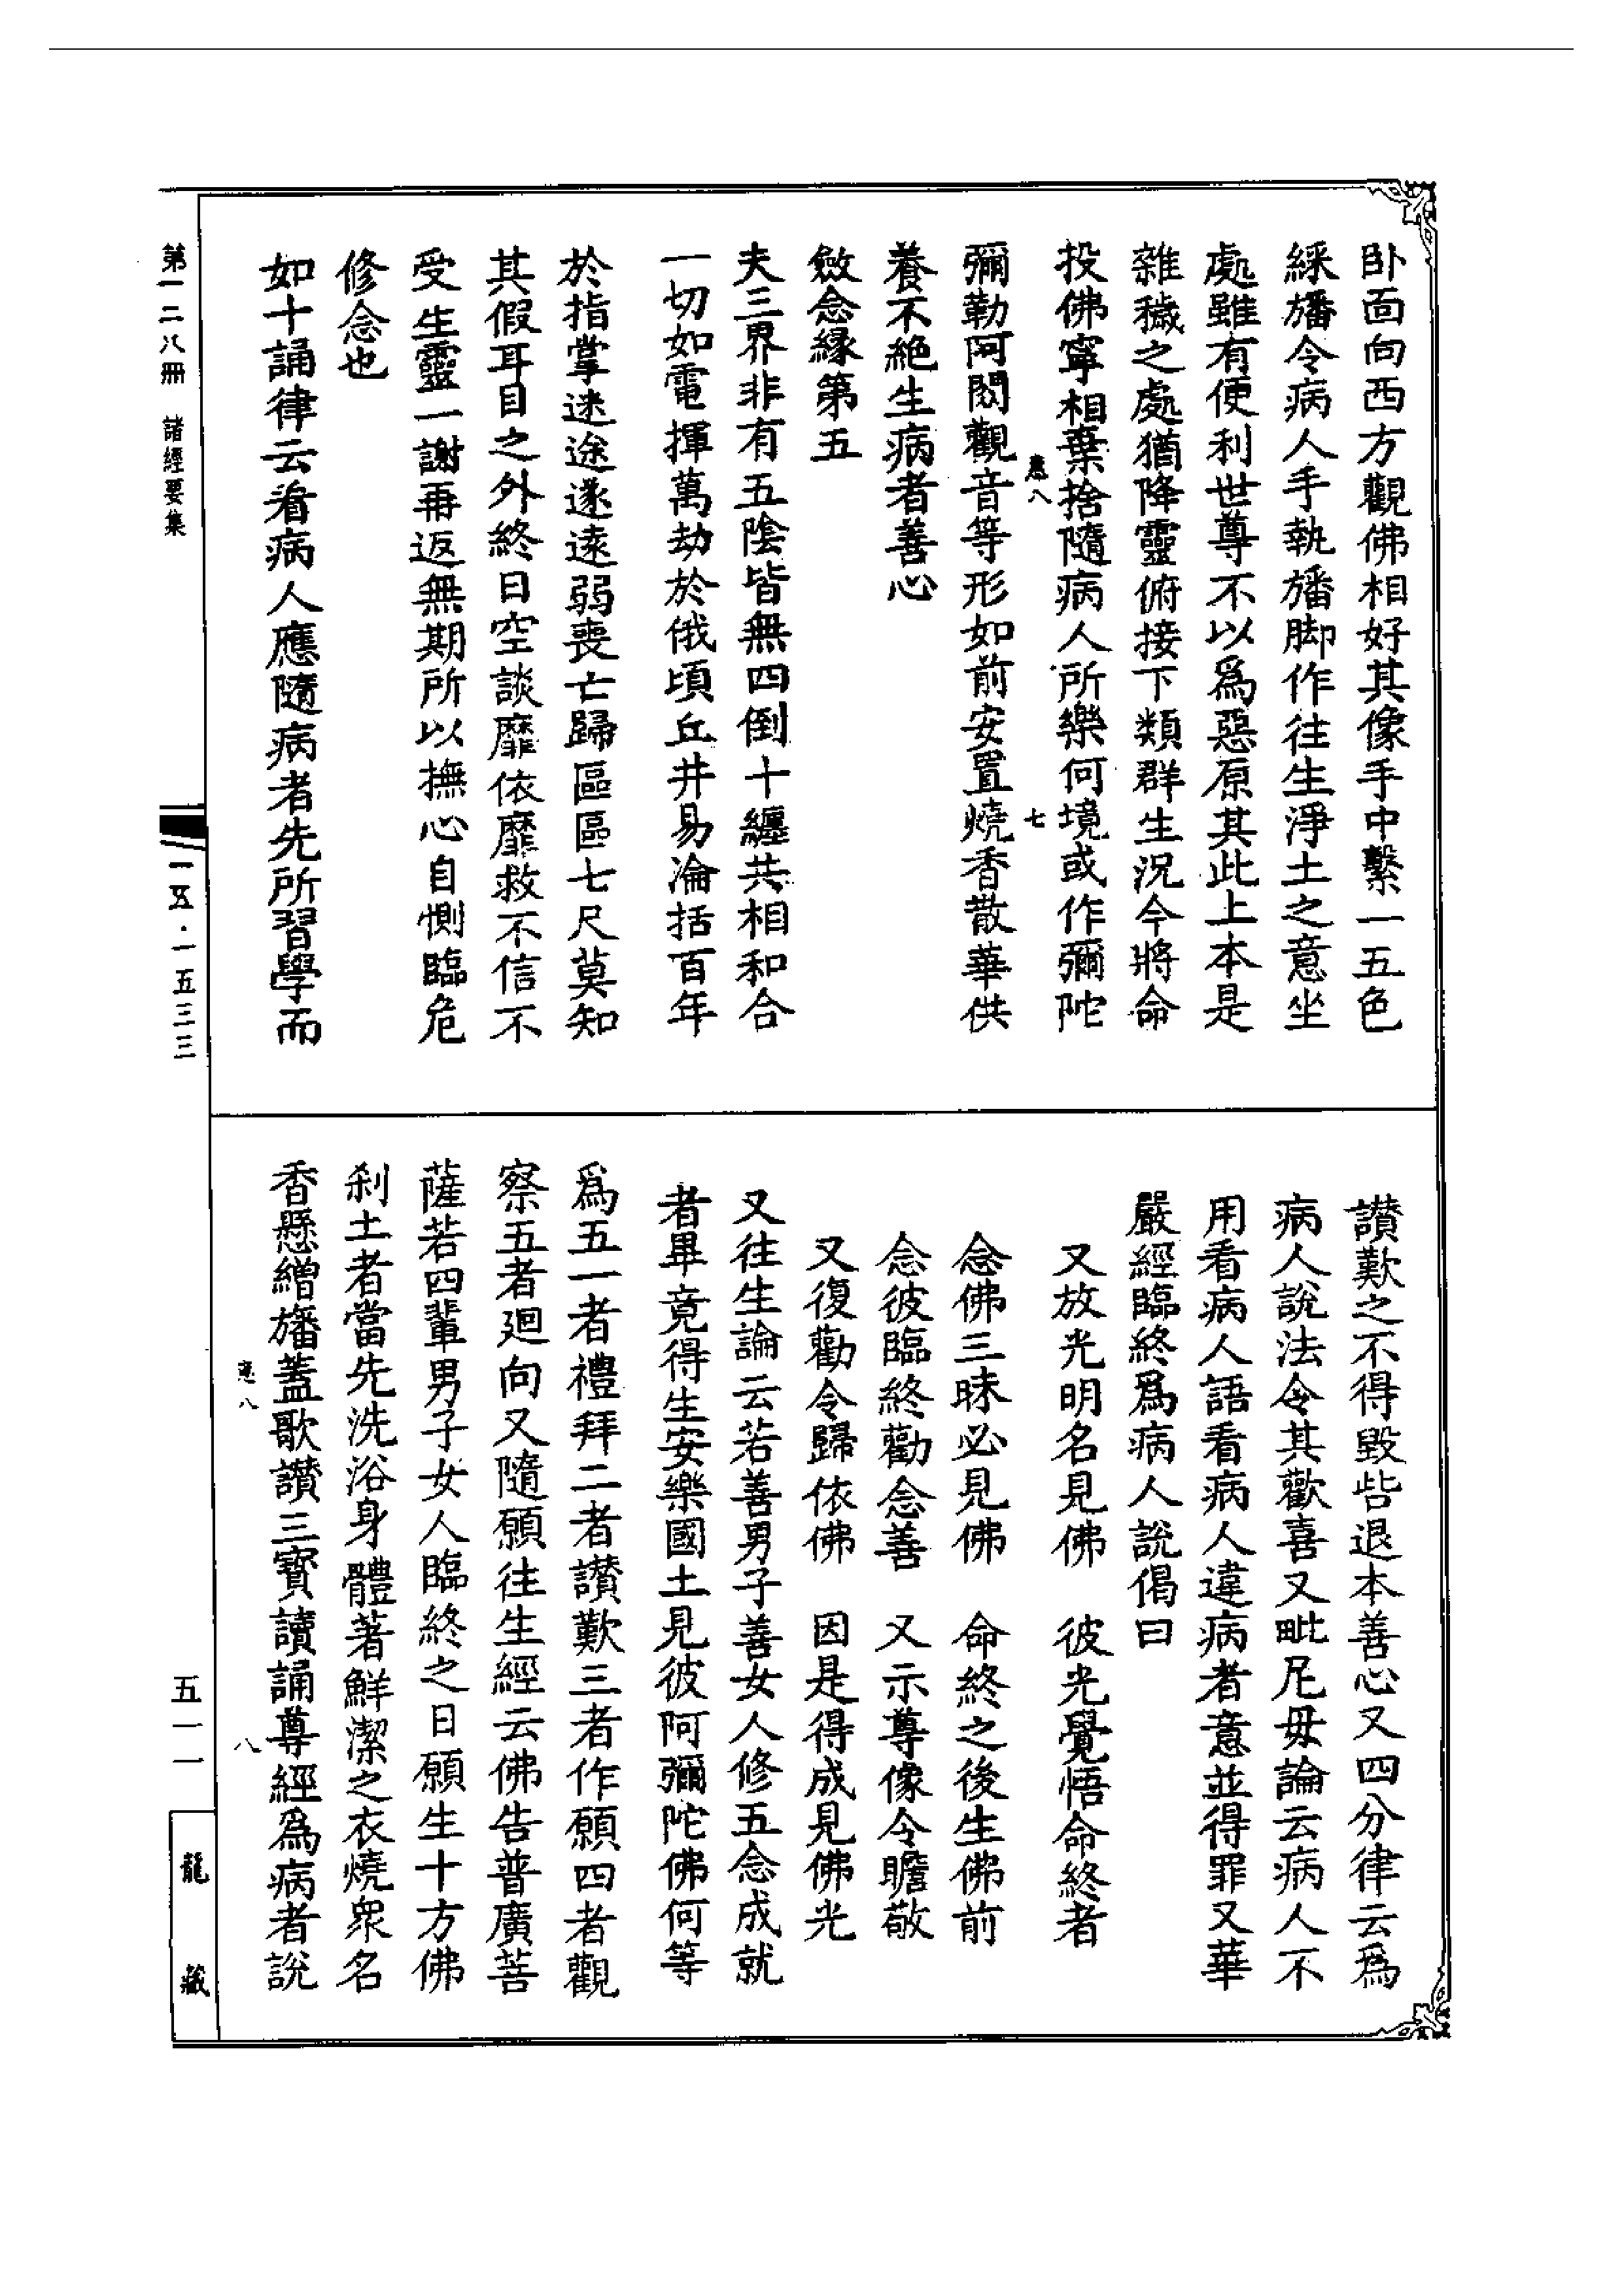 卧面向西方觀佛相好其像手中繫一五色
綵旛令病人手執旛脚作往生淨土之意坐
處雖有便利世尊不以爲惡原其此上本是
雜穢之處猶降靈俯接下類群生況今將命
投佛寧相棄捨隨病人所樂何境或作彌陀
八
七
彌勒阿閦觀音等形如前安置燒香散華供
養不絶生病者善心
斂念緣第五
夫三界非有五陰皆無四倒十纏共相和合
一切如電揮萬劫於俄頃丘井易淪括百年
於指掌迷途遂遠弱喪亡歸區區七尺莫知
其假耳目之外終日空談靡依靡救不信不
受生靈一謝再返無期所以撫心自惻臨危
修念也
如十誦律云看病人應隨病者先所習學而
讃歎之不得毀呰退本善心又四分律云爲
病人說法令其歡喜又毗尼毋論云病人不
用看病人語看病人違病者意並得罪又華
嚴經臨終爲病人說偈曰
又放光明名見佛　彼光覺悟命終者
念佛三昧必見佛　命終之後生佛前
念彼臨終勸念善　又示尊像令瞻敬
又復勸令歸依佛　因是得成見佛光
又往生論云若善男子善女人修五念成就
者畢竟得生安樂國土見彼阿彌陀佛何等
爲五一者禮拜二者讃歎三者作願四者觀
察五者廻向又隨願往生經云佛告普廣菩
薩若四輩男子女人臨終之日願生十方佛
刹土者當先洗浴身體著鮮潔之衣燒衆名
香懸繒旛蓋歌讃三寶讀誦尊經爲病者說
八
八
第一二八冊　諸經要集
一五·一五三三
五一一
龍藏